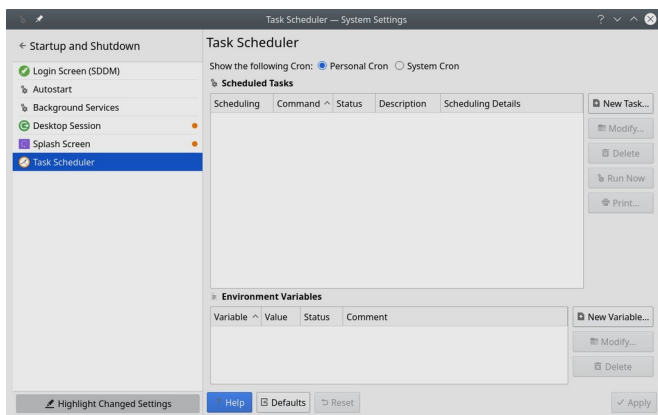 Task Scheduler — System Settings
Startup and Shutdown
Login Screen (SDDM)
Autostart
Background Services
Desktop Session
Splash Screen
Task Scheduler
Highlight Changed Settings
Task Scheduler
Show the following Cron: Personal Cron System Cron
Scheduled Tasks
Scheduling Command Status Description Scheduling Details
New Task...
Modify...
Delete
Run Now
Print...
Environment Variables
Variable Value Status Comment
New Variable...
Modify...
Delete
Help Defaults Reset Apply